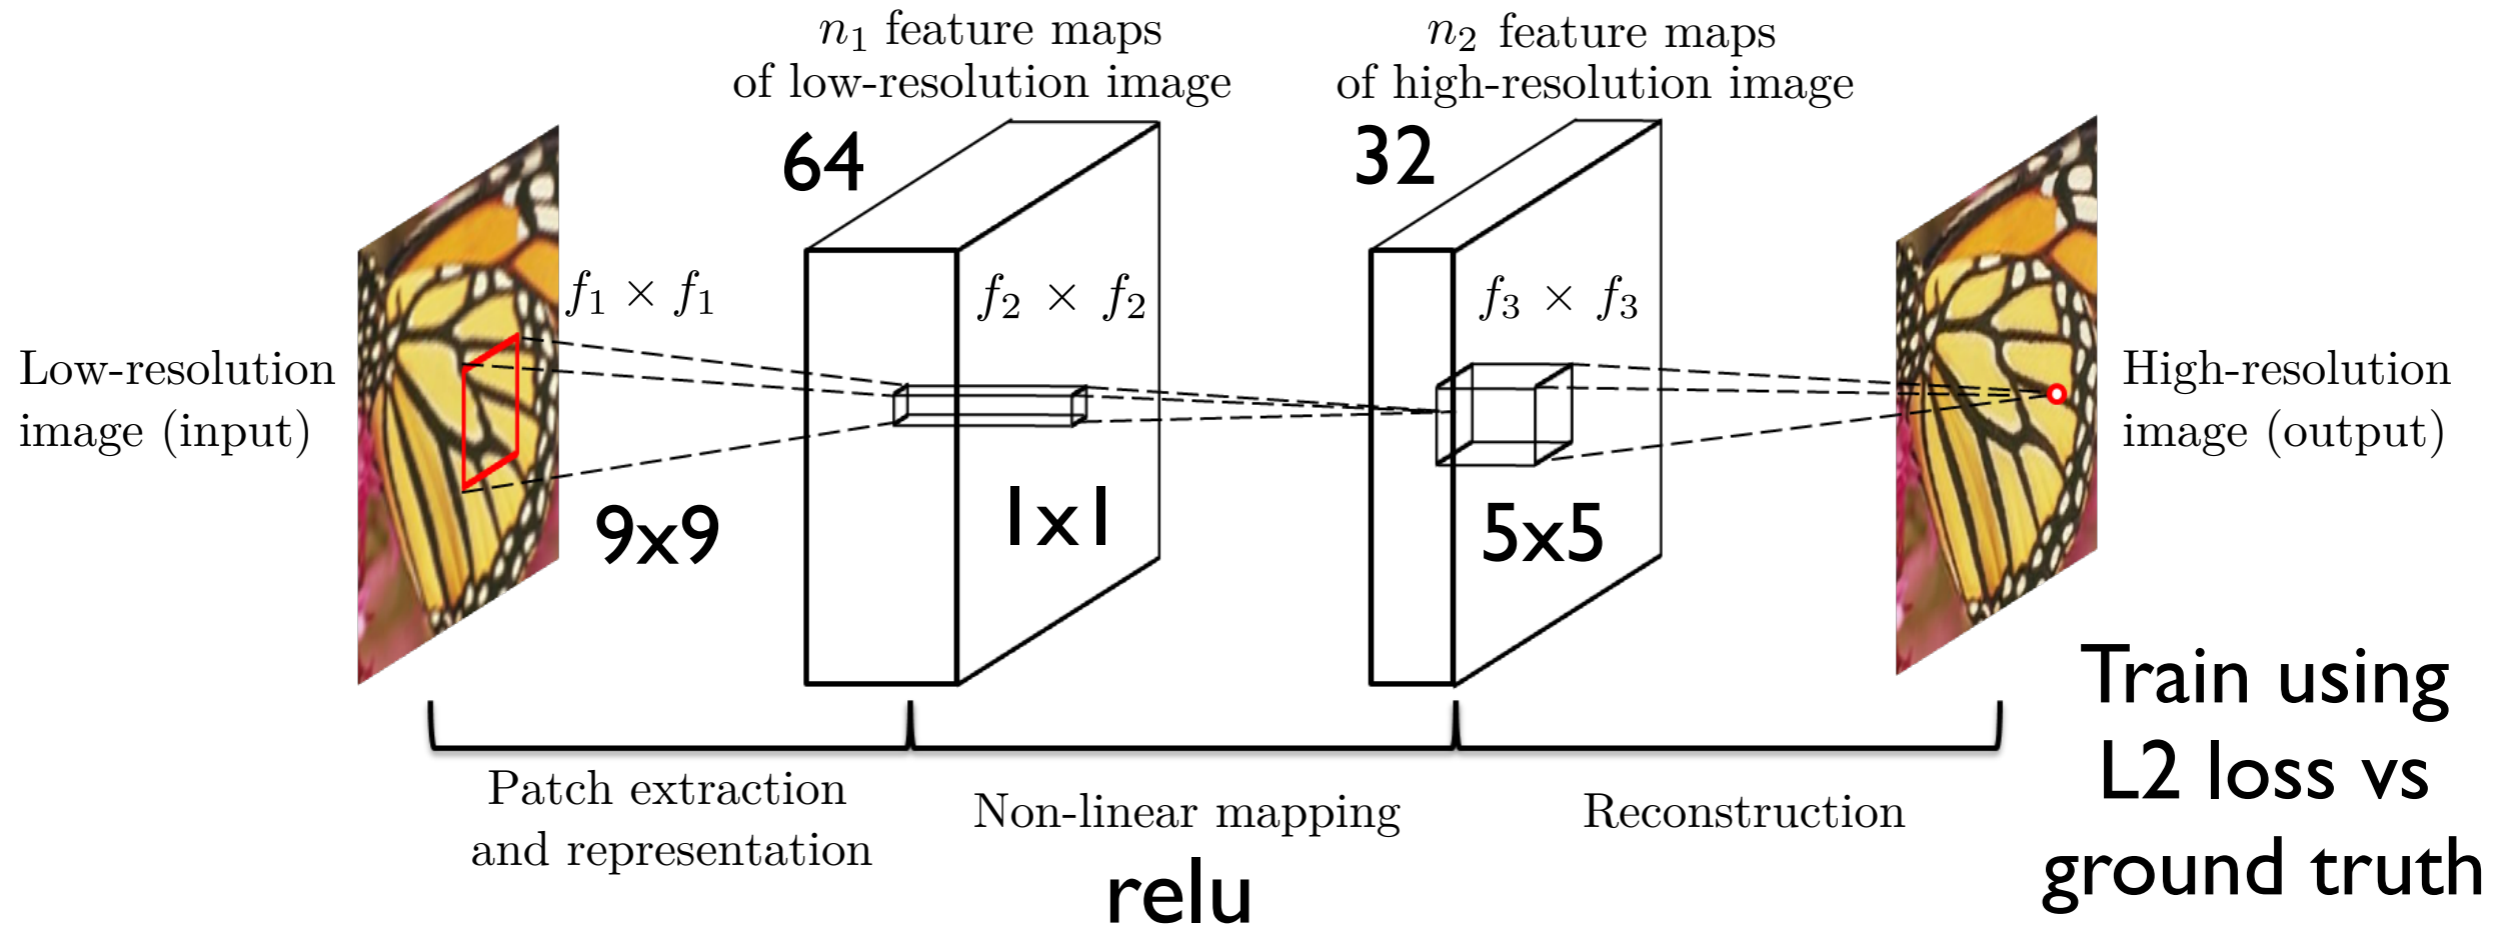 n₁ feature maps
of low-resolution image
n₂ feature maps
of high-resolution image
64
32
f₁ × f₁
f₂ × f₂
f₃ × f₃
Low-resolution
image (input)
High-resolution
image (output)
9x9
1x1
5x5
Patch extraction
and representation
Non-linear mapping
relu
Reconstruction
Train using
L2 loss vs
ground truth